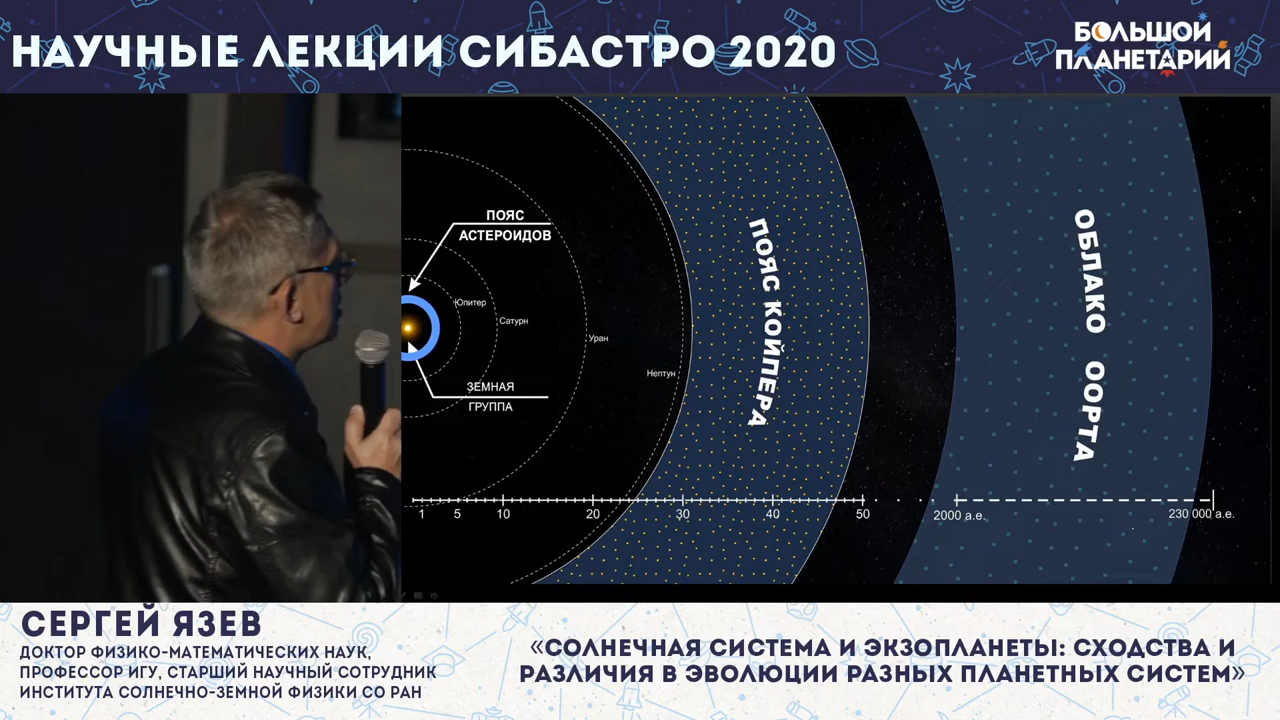 НАУЧНЫЕ ЛЕКЦИИ СИБАСТРО 2020
БОЛЬШОЙ
ПЛАНЕТАРИЙ
ПОЯС
АСТЕРОИДОВ
Юпитер
Сатурн
Уран
Нептун
ЗЕМНАЯ
ГРУППА
ПОЯС КОЙПЕРА
ОБЛАКО ООРТА
1 5 10 20 30 40 50 2000 а.е. 230 000 а.е.
СЕРГЕЙ ЯЗЕВ
ДОКТОР ФИЗИКО-МАТЕМАТИЧЕСКИХ НАУК,
ПРОФЕССОР ИГУ, СТАРШИЙ НАУЧНЫЙ СОТРУДНИК
ИНСТИТУТА СОЛНЕЧНО-ЗЕМНОЙ ФИЗИКИ СО РАН
«СОЛНЕЧНАЯ СИСТЕМА И ЭКЗОПЛАНЕТЫ: СХОДСТВА И
РАЗЛИЧИЯ В ЭВОЛЮЦИИ РАЗНЫХ ПЛАНЕТНЫХ СИСТЕМ»